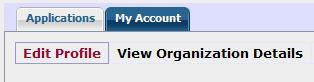 Applications My Account
Edit Profile View Organization Details